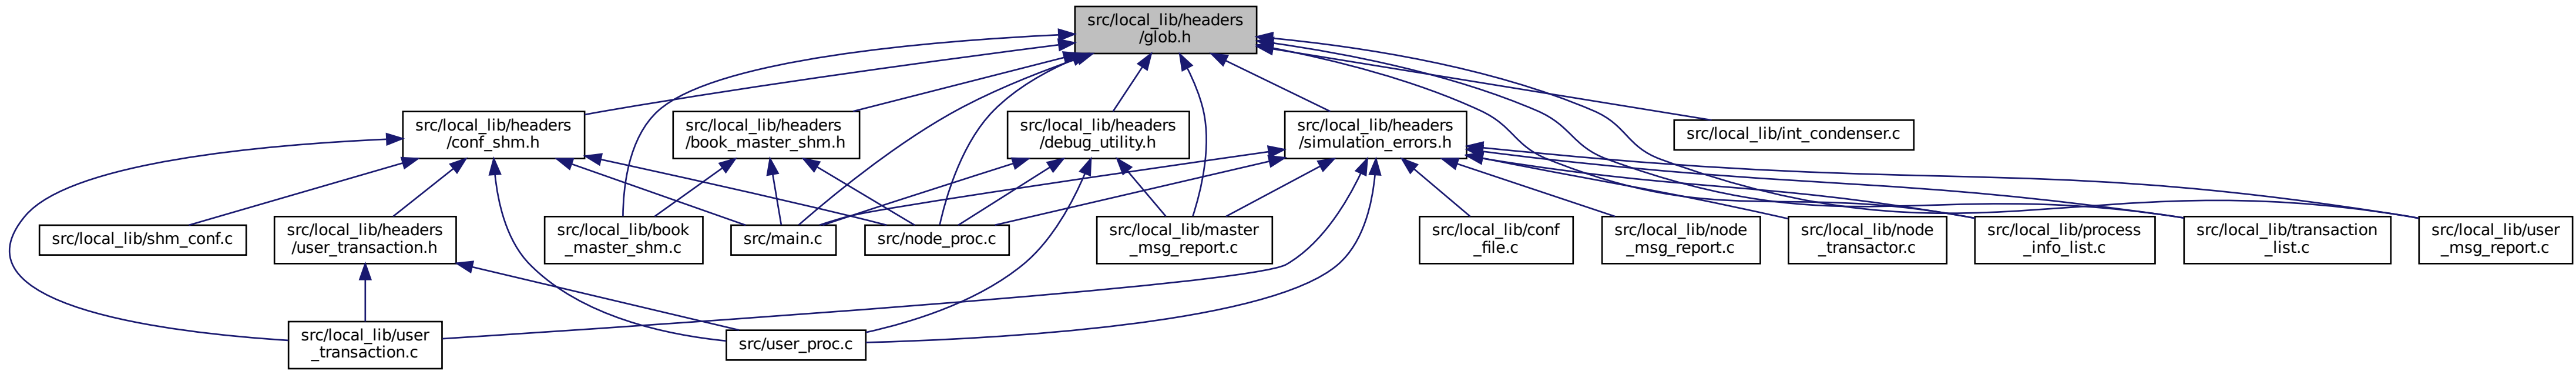 src/local_lib/headers
/glob.h
src/local_lib/headers
/conf_shm.h
src/local_lib/headers
/book_master_shm.h
src/local_lib/headers
/debug_utility.h
src/local_lib/headers
/simulation_errors.h
src/local_lib/int_condenser.c
src/local_lib/shm_conf.c
src/local_lib/headers
/user_transaction.h
src/local_lib/book
_master_shm.c
src/main.c
src/node_proc.c
src/local_lib/master
_msg_report.c
src/local_lib/conf
_file.c
src/local_lib/node
_msg_report.c
src/local_lib/node
_transactor.c
src/local_lib/process
_info_list.c
src/local_lib/transaction
_list.c
src/local_lib/user
_msg_report.c
src/local_lib/user
_transaction.c
src/user_proc.c